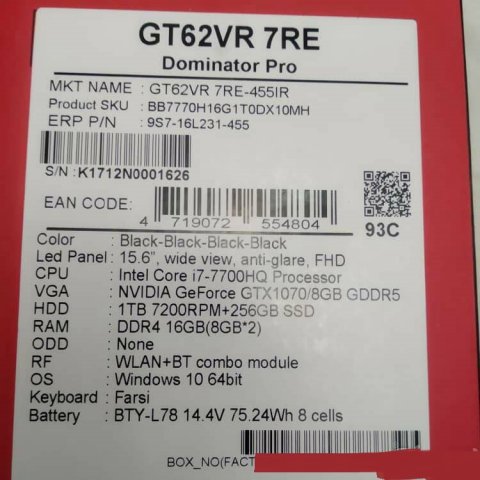 GT62VR 7RE
Dominator Pro
MKT NAME : GT62VR 7RE-455IR
Product SKU : BB7770H16G1T0DX10MH
ERP P/N : 9S7-16L231-455
S/N : K1712N0001626
EAN CODE:
4 719072 554804
93C
Color : Black-Black-Black-Black
Led Panel : 15.6", wide view, anti-glare, FHD
CPU : Intel Core i7-7700HQ Processor
VGA : NVIDIA GeForce GTX1070/8GB GDDR5
HDD : 1TB 7200RPM+256GB SSD
RAM : DDR4 16GB(8GB*2)
ODD : None
RF : WLAN+BT combo module
OS : Windows 10 64bit
Keyboard : Farsi
Battery : BTY-L78 14.4V 75.24Wh 8 cells
BOX_NO(FACT